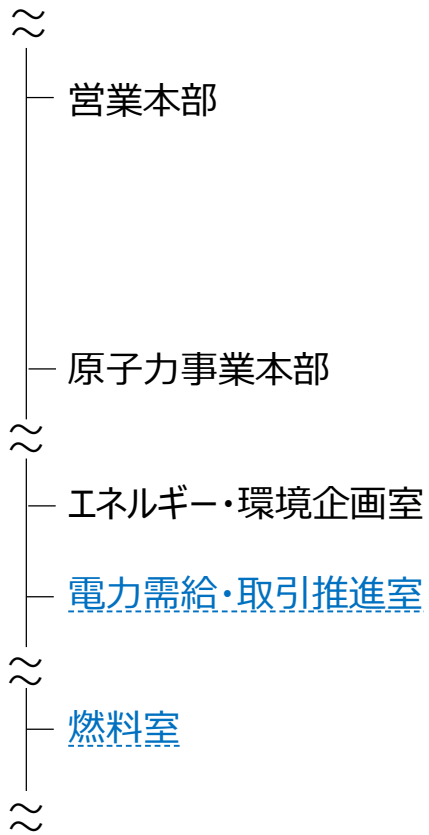 営業本部
原子力事業本部
エネルギー・環境企画室
電力需給・取引推進室
燃料室